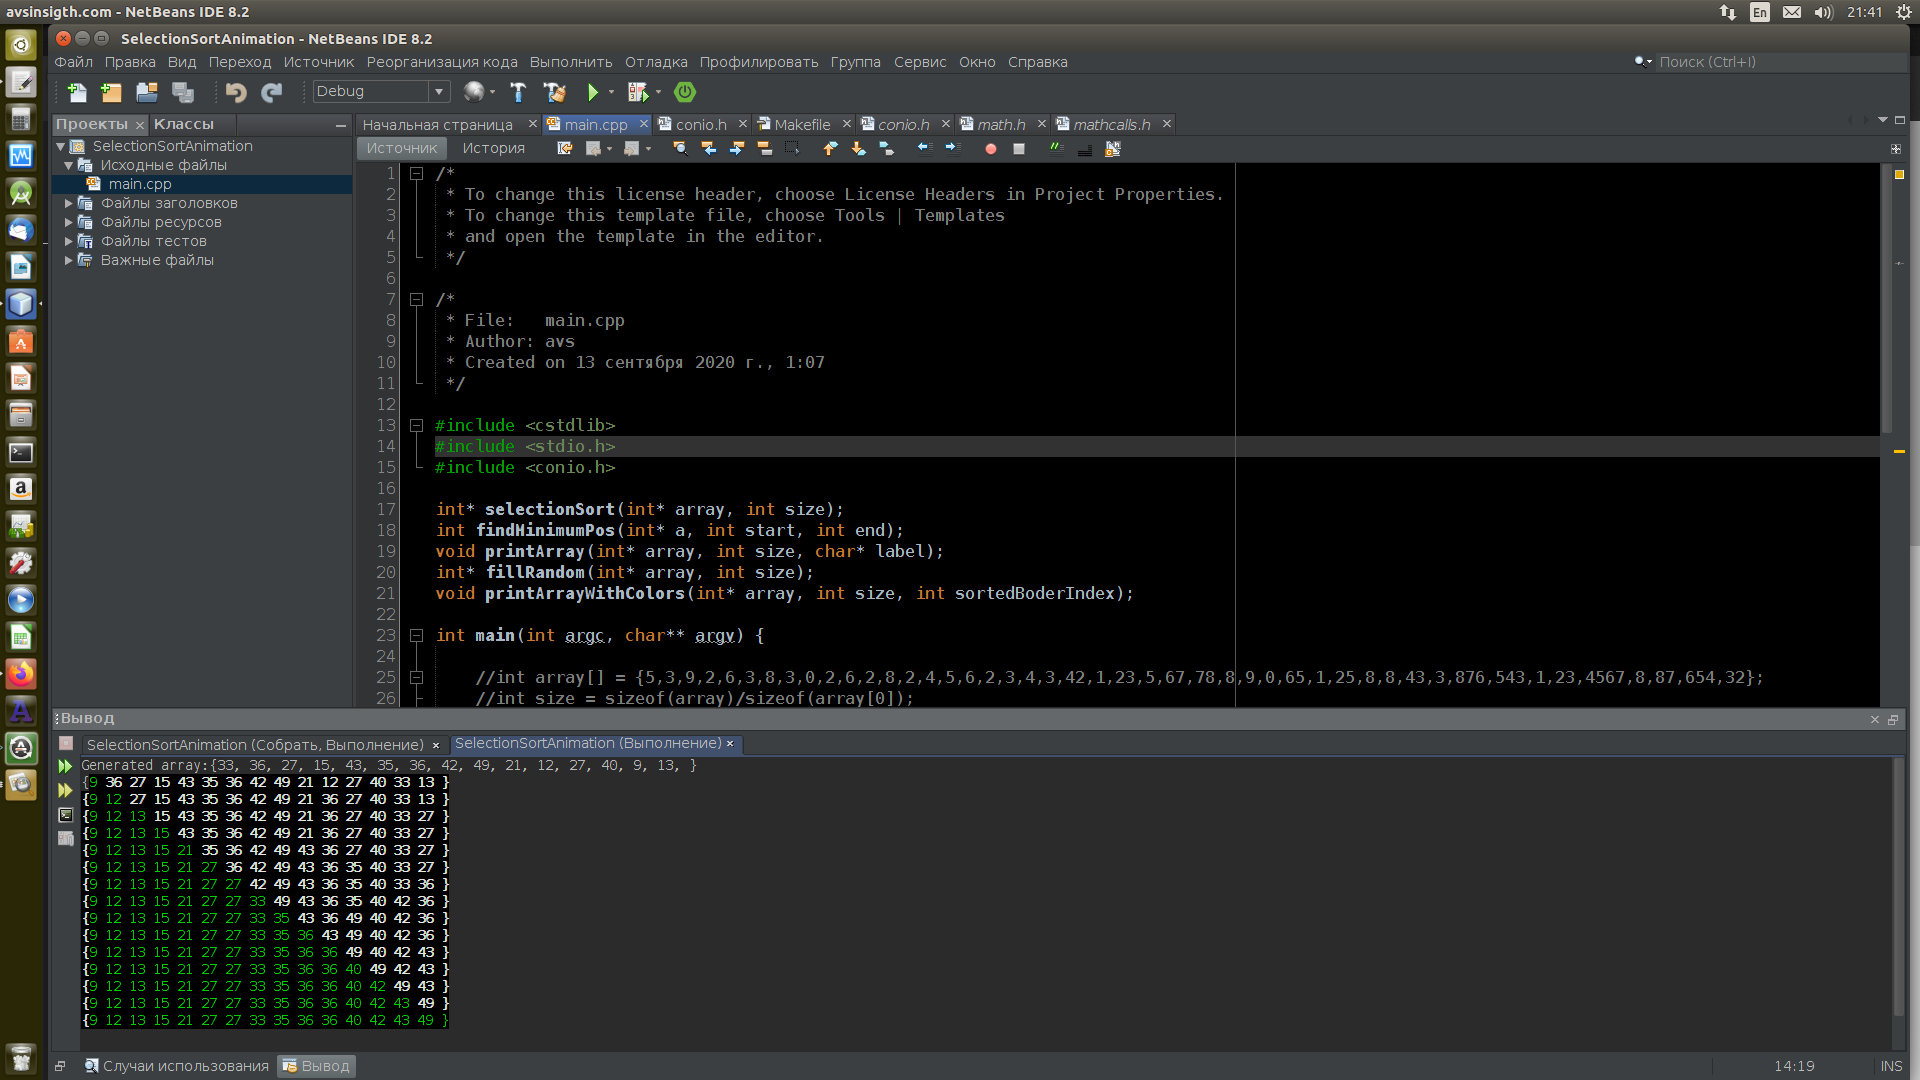 avsinsigth.com - NetBeans IDE 8.2
En
21:41
SelectionSortAnimation - NetBeans IDE 8.2
Файл Правка Вид Переход Источник Реорганизация кода Выполнить Отладка Профилировать Группа Сервис Окно Справка
Поиск (Ctrl+I)
Debug
Проекты Классы
Начальная страница main.cpp conio.h Makefile conio.h math.h mathcalls.h
SelectionSortAnimation
Исходные файлы
main.cpp
Файлы заголовков
Файлы ресурсов
Файлы тестов
Важные файлы
Источник История
1 /*
2 * To change this license header, choose License Headers in Project Properties.
3 * To change this template file, choose Tools | Templates
4 * and open the template in the editor.
5 */
6
7 /*
8 * File:   main.cpp
9 * Author: avs
10 * Created on 13 сентября 2020 г., 1:07
11 */
12
13 #include <cstdlib>
14 #include <stdio.h>
15 #include <conio.h>
16
17 int* selectionSort(int* array, int size);
18 int findMinimumPos(int* a, int start, int end);
19 void printArray(int* array, int size, char* label);
20 int* fillRandom(int* array, int size);
21 void printArrayWithColors(int* array, int size, int sortedBoderIndex);
22
23 int main(int argc, char** argv) {
24
25 //int array[] = {5,3,9,2,6,3,8,3,0,2,6,2,8,2,4,5,6,2,3,4,3,42,1,23,5,67,78,8,9,0,65,1,25,8,8,43,3,876,543,1,23,4567,8,87,654,32};
26 //int size = sizeof(array)/sizeof(array[0]);
Вывод
SelectionSortAnimation (Собрать, Выполнение) SelectionSortAnimation (Выполнение)
Generated array:{33, 36, 27, 15, 43, 35, 36, 42, 49, 21, 12, 27, 40, 9, 13, }
{9 36 27 15 43 35 36 42 49 21 12 27 40 33 13 }
{9 12 27 15 43 35 36 42 49 21 36 27 40 33 13 }
{9 12 13 15 43 35 36 42 49 21 36 27 40 33 27 }
{9 12 13 15 43 35 36 42 49 21 36 27 40 33 27 }
{9 12 13 15 21 35 36 42 49 43 36 27 40 33 27 }
{9 12 13 15 21 27 36 42 49 43 36 35 40 33 27 }
{9 12 13 15 21 27 27 42 49 43 36 35 40 33 36 }
{9 12 13 15 21 27 27 33 49 43 36 35 40 42 36 }
{9 12 13 15 21 27 27 33 35 43 36 49 40 42 36 }
{9 12 13 15 21 27 27 33 35 36 43 49 40 42 36 }
{9 12 13 15 21 27 27 33 35 36 36 49 40 42 43 }
{9 12 13 15 21 27 27 33 35 36 36 40 49 42 43 }
{9 12 13 15 21 27 27 33 35 36 36 40 42 49 43 }
{9 12 13 15 21 27 27 33 35 36 36 40 42 43 49 }
{9 12 13 15 21 27 27 33 35 36 36 40 42 43 49 }
Случаи использования Вывод
14:19 INS